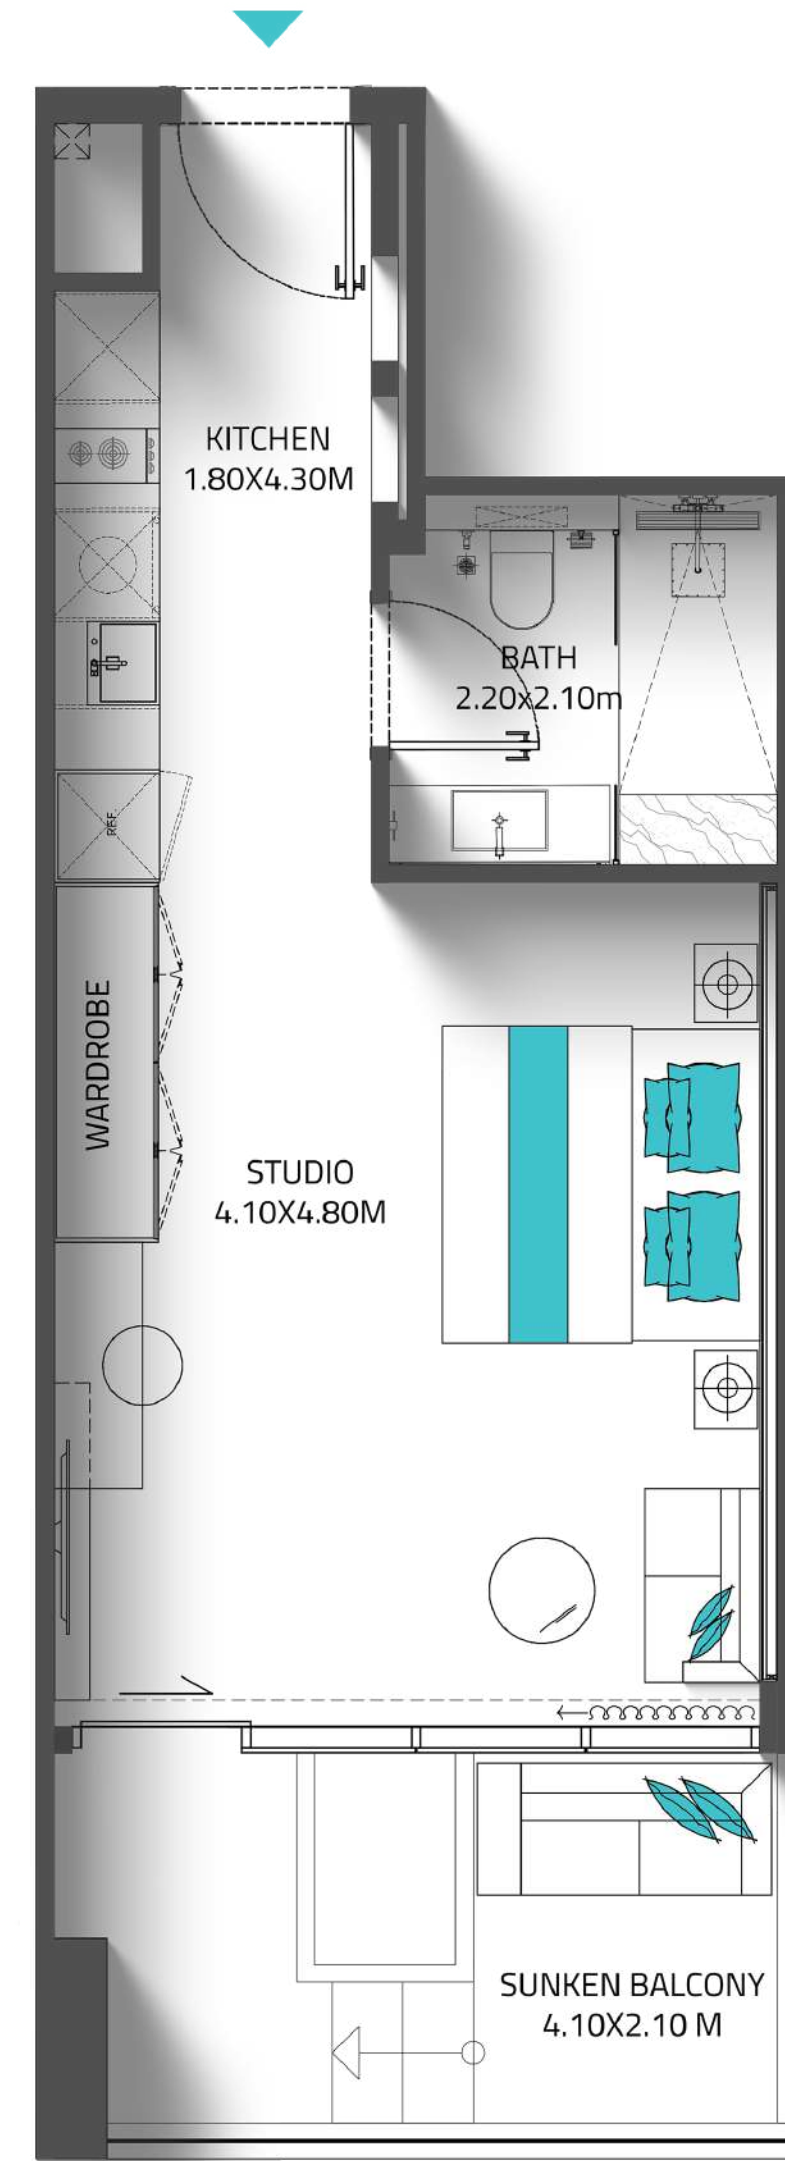 KITCHEN
1.80X4.30M
BATH
2.20x2.10m
REF.
WARDROBE
STUDIO
4.10X4.80M
SUNKEN BALCONY
4.10X2.10 M